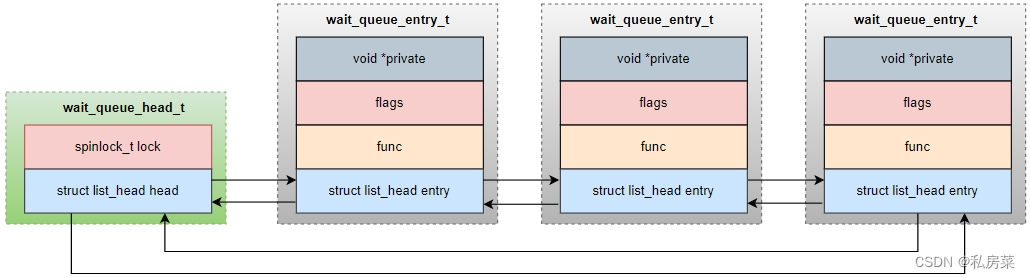 wait_queue_head_t
spinlock_t lock
struct list_head head
wait_queue_entry_t
void *private
flags
func
struct list_head entry
wait_queue_entry_t
void *private
flags
func
struct list_head entry
wait_queue_entry_t
void *private
flags
func
struct list_head entry
CSDN @私房菜